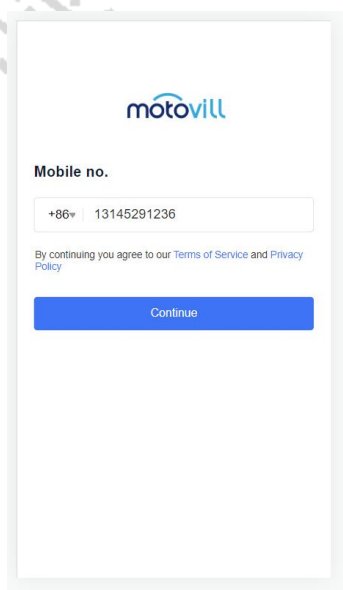 motovill
Mobile no.
+86▾ 13145291236
By continuing you agree to our Terms of Service and Privacy
Policy
Continue